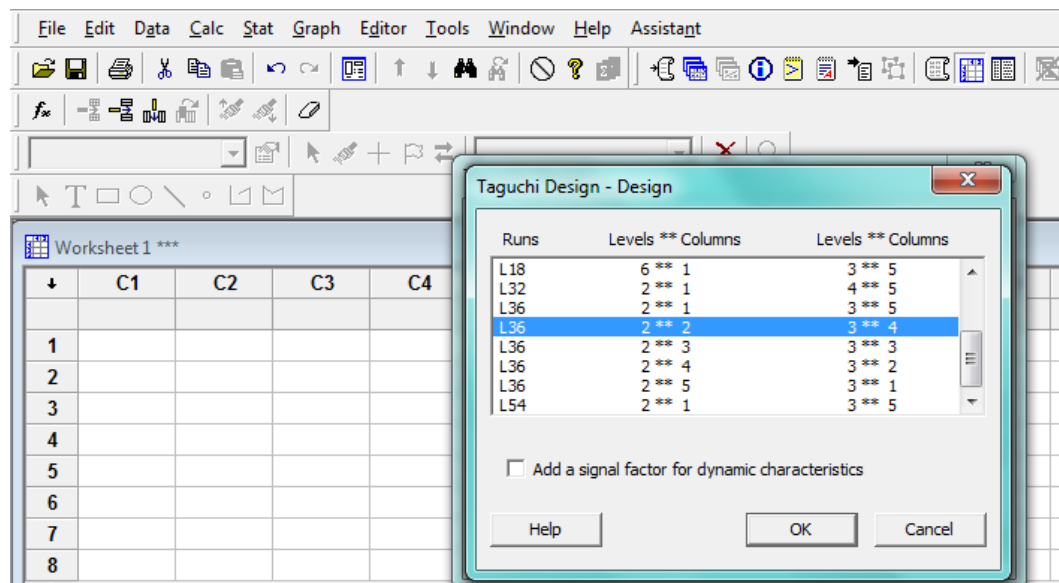 File Edit Data Calc Stat Graph Editor Tools Window Help Assistant
Taguchi Design - Design
Runs Levels ** Columns Levels ** Columns
L18 6 ** 1 3 ** 5
L32 2 ** 1 4 ** 5
L36 2 ** 1 3 ** 5
L36 2 ** 2 3 ** 4
L36 2 ** 3 3 ** 3
L36 2 ** 4 3 ** 2
L36 2 ** 5 3 ** 1
L54 2 ** 1 3 ** 5
Add a signal factor for dynamic characteristics
Help OK Cancel
Worksheet 1 ***
C1 C2 C3 C4
1
2
3
4
5
6
7
8